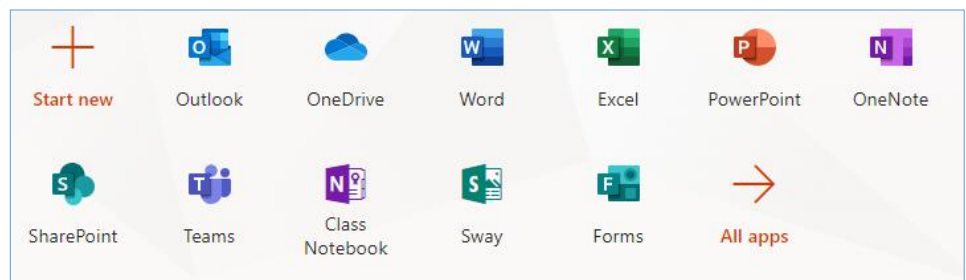 Start new Outlook OneDrive Word Excel PowerPoint OneNote
SharePoint Teams Class Notebook Sway Forms All apps